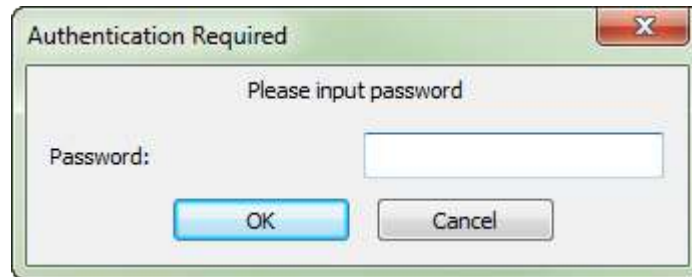 Authentication Required
Please input password
Password:
OK Cancel